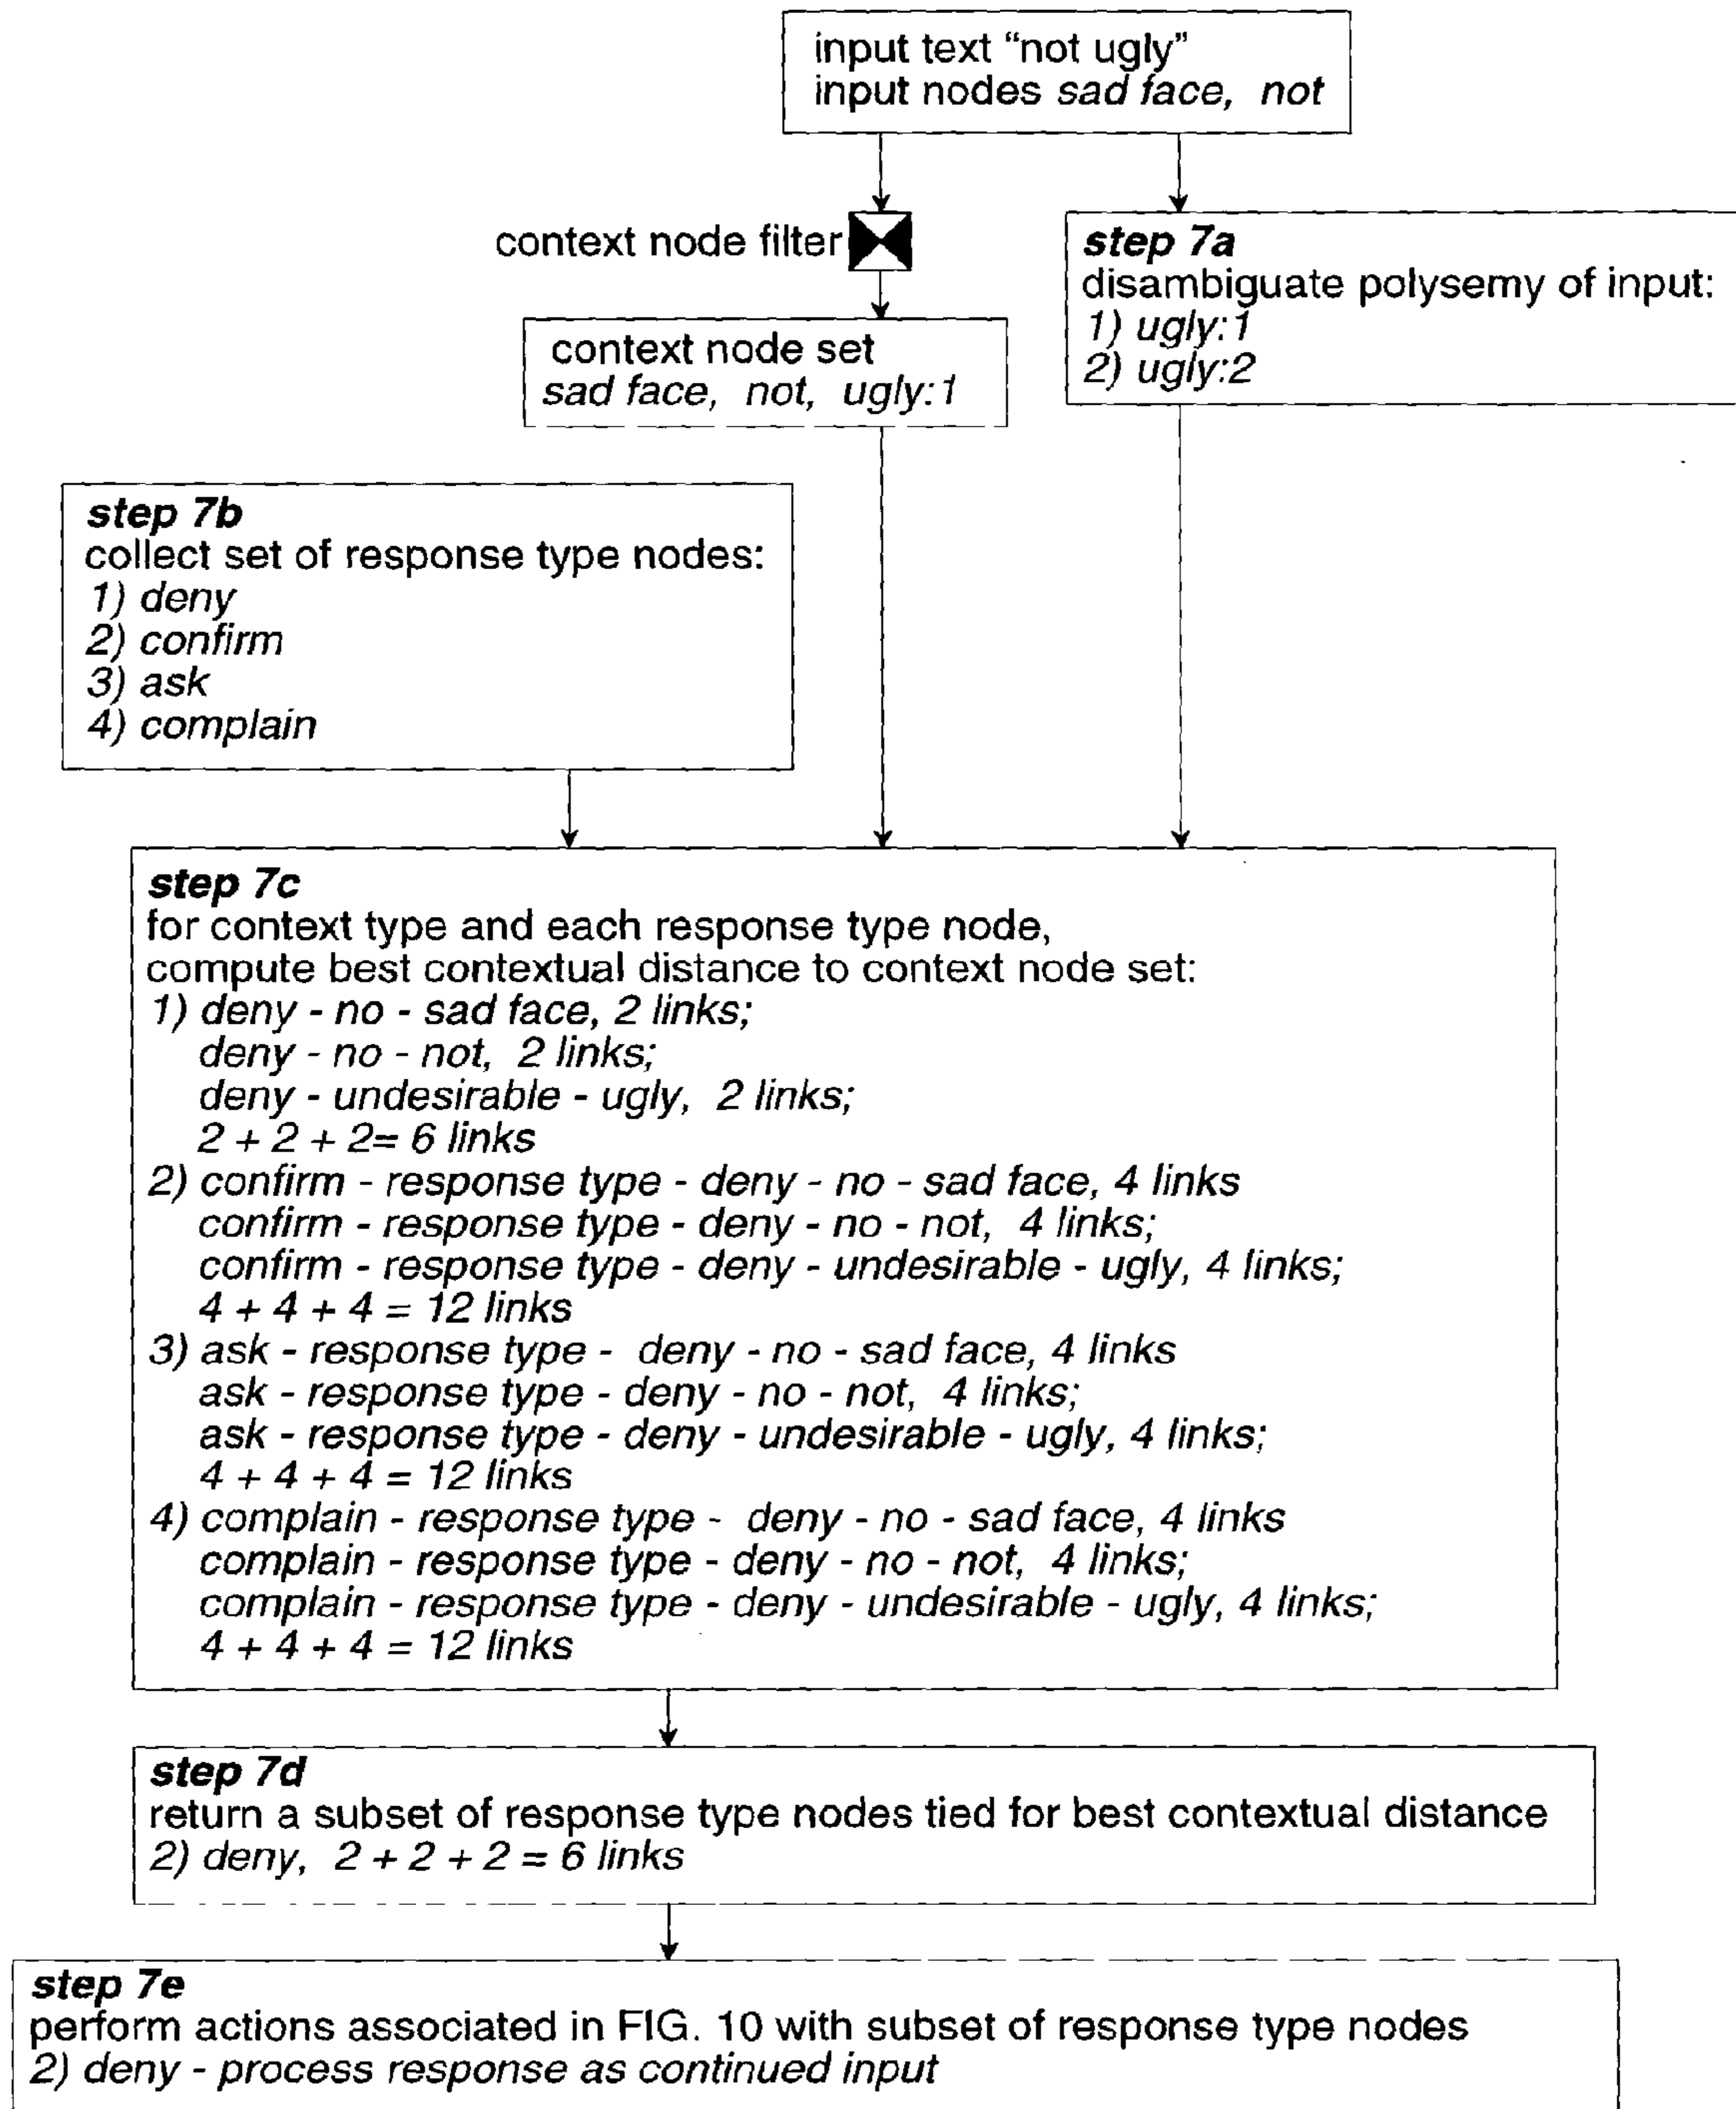 input text “not ugly”
input nodes sad face, not
context node filter
step 7a
disambiguate polysemy of input:
1) ugly:1
2) ugly:2
context node set
sad face, not, ugly:1
step 7b
collect set of response type nodes:
1) deny
2) confirm
3) ask
4) complain
step 7c
for context type and each response type node,
compute best contextual distance to context node set:
1) deny - no - sad face, 2 links;
deny - no - not, 2 links;
deny - undesirable - ugly, 2 links;
2 + 2 + 2= 6 links
2) confirm - response type - deny - no - sad face, 4 links
confirm - response type - deny - no - not, 4 links;
confirm - response type - deny - undesirable - ugly, 4 links;
4 + 4 + 4 = 12 links
3) ask - response type - deny - no - sad face, 4 links
ask - response type - deny - no - not, 4 links;
ask - response type - deny - undesirable - ugly, 4 links;
4 + 4 + 4 = 12 links
4) complain - response type - deny - no - sad face, 4 links
complain - response type - deny - no - not, 4 links;
complain - response type - deny - undesirable - ugly, 4 links;
4 + 4 + 4 = 12 links
step 7d
return a subset of response type nodes tied for best contextual distance
2) deny, 2 + 2 + 2 = 6 links
step 7e
perform actions associated in FIG. 10 with subset of response type nodes
2) deny - process response as continued input